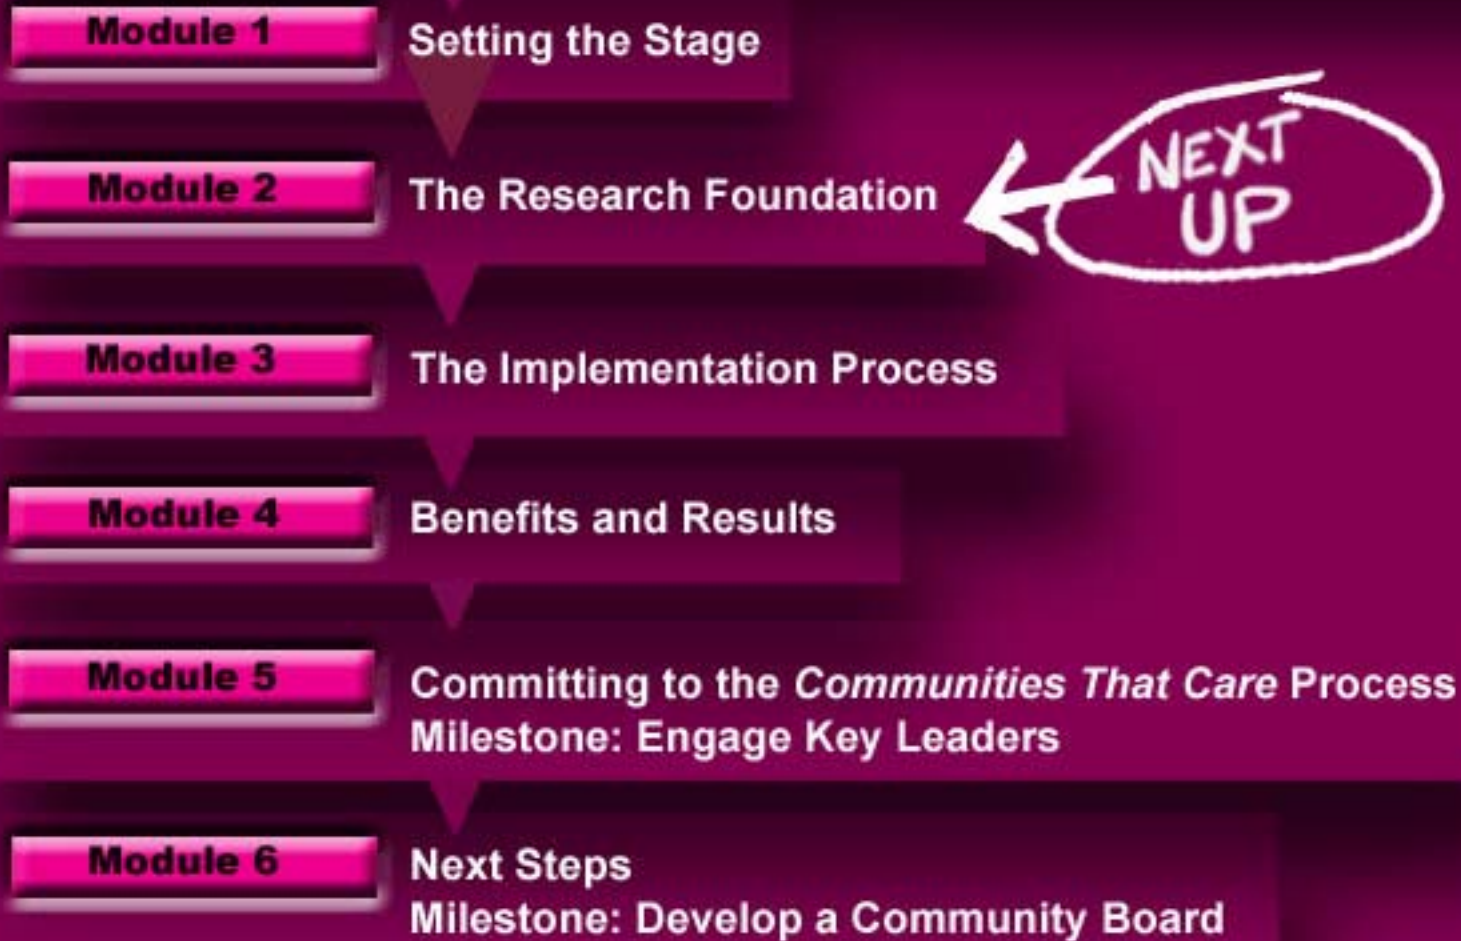 Module 1
Setting the Stage
Module 2
The Research Foundation
NEXT
UP
Module 3
The Implementation Process
Module 4
Benefits and Results
Module 5
Committing to the Communities That Care Process
Milestone: Engage Key Leaders
Module 6
Next Steps
Milestone: Develop a Community Board